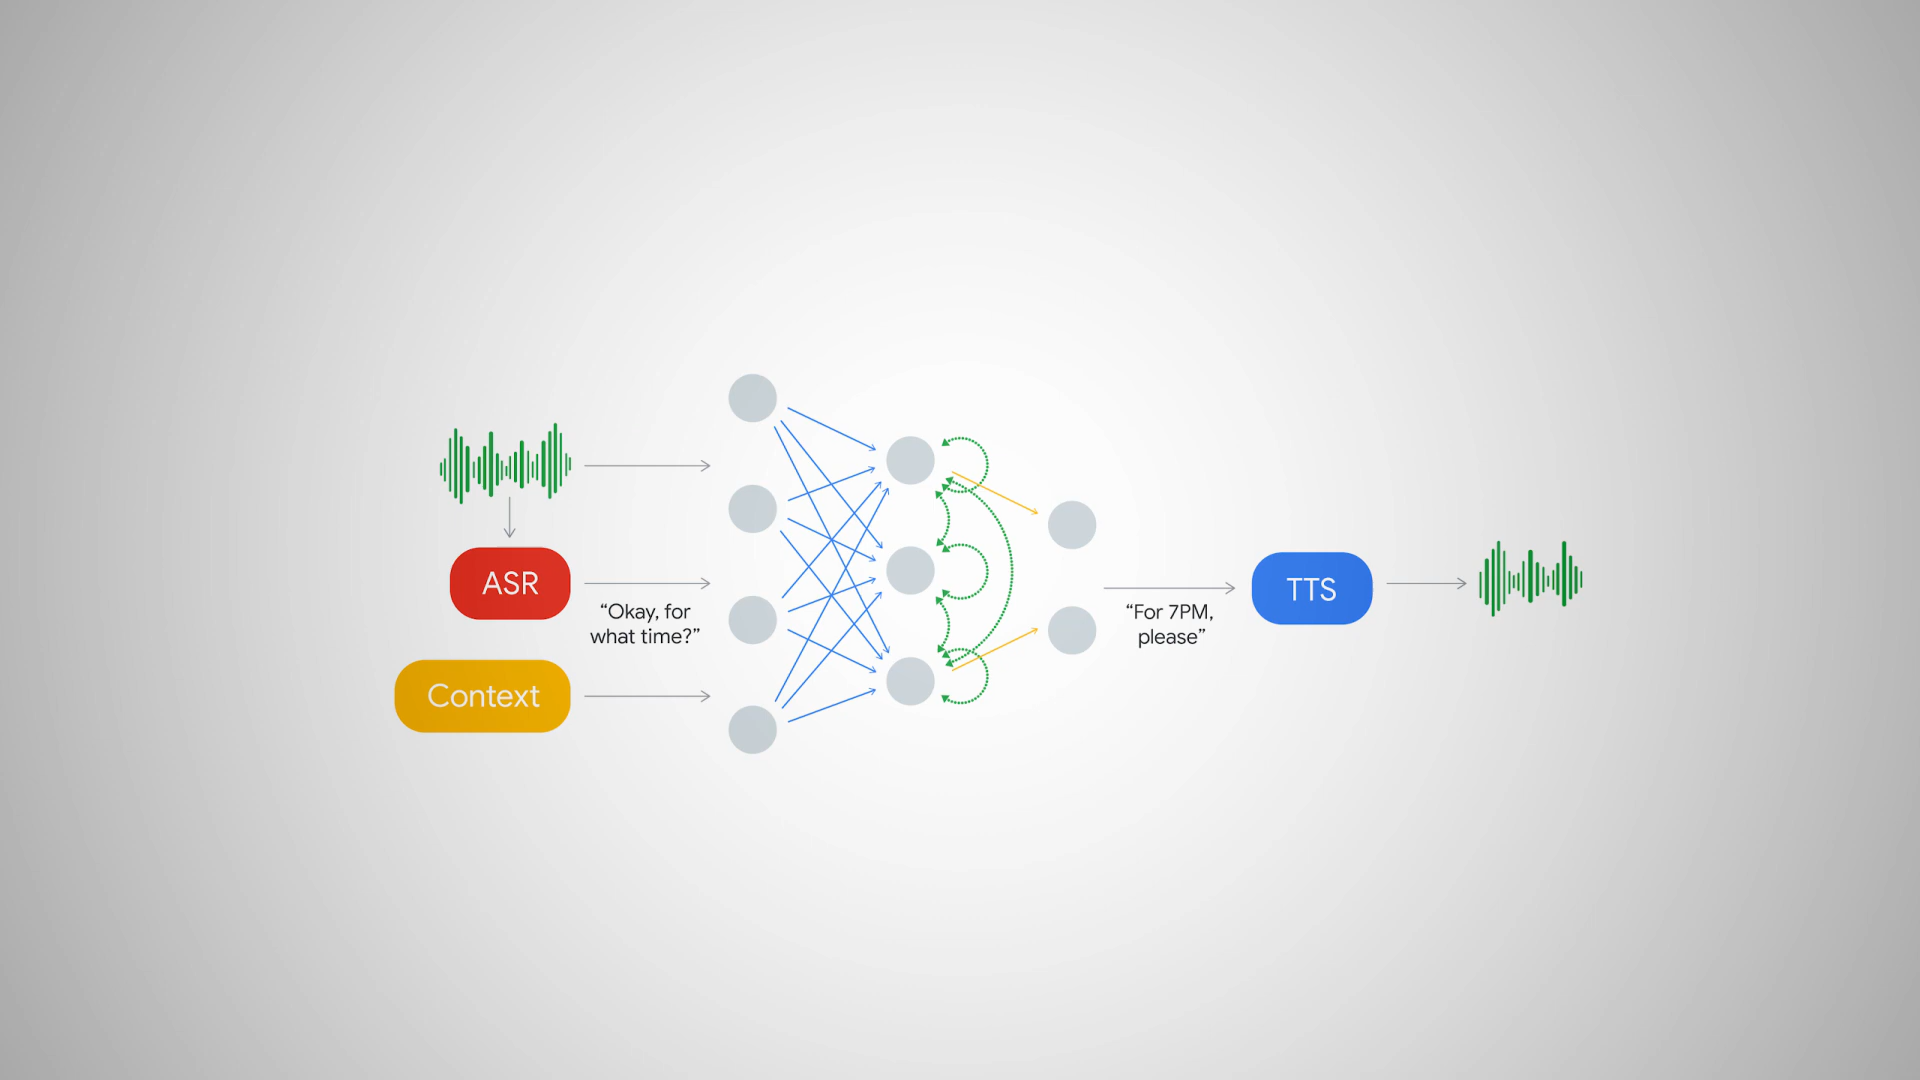 ASR
“Okay, for
what time?”
Context
“For 7PM,
please”
TTS